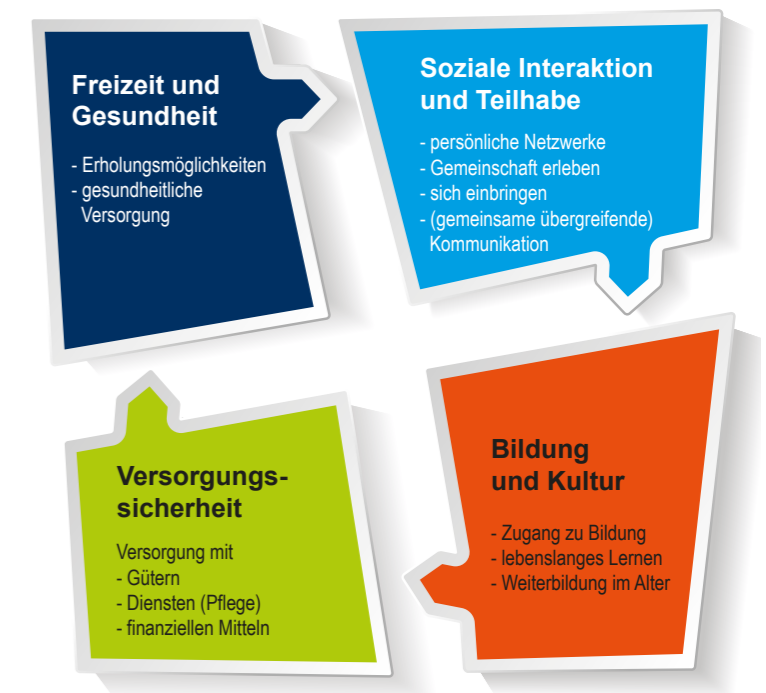 Freizeit und
Gesundheit
- Erholungsmöglichkeiten
- gesundheitliche
Versorgung
Soziale Interaktion
und Teilhabe
- persönliche Netzwerke
- Gemeinschaft erleben
- sich einbringen
- (gemeinsame übergreifende)
Kommunikation
Versorgungs-
sicherheit
Versorgung mit
- Gütern
- Diensten (Pflege)
- finanziellen Mitteln
Bildung
und Kultur
- Zugang zu Bildung
- lebenslanges Lernen
- Weiterbildung im Alter